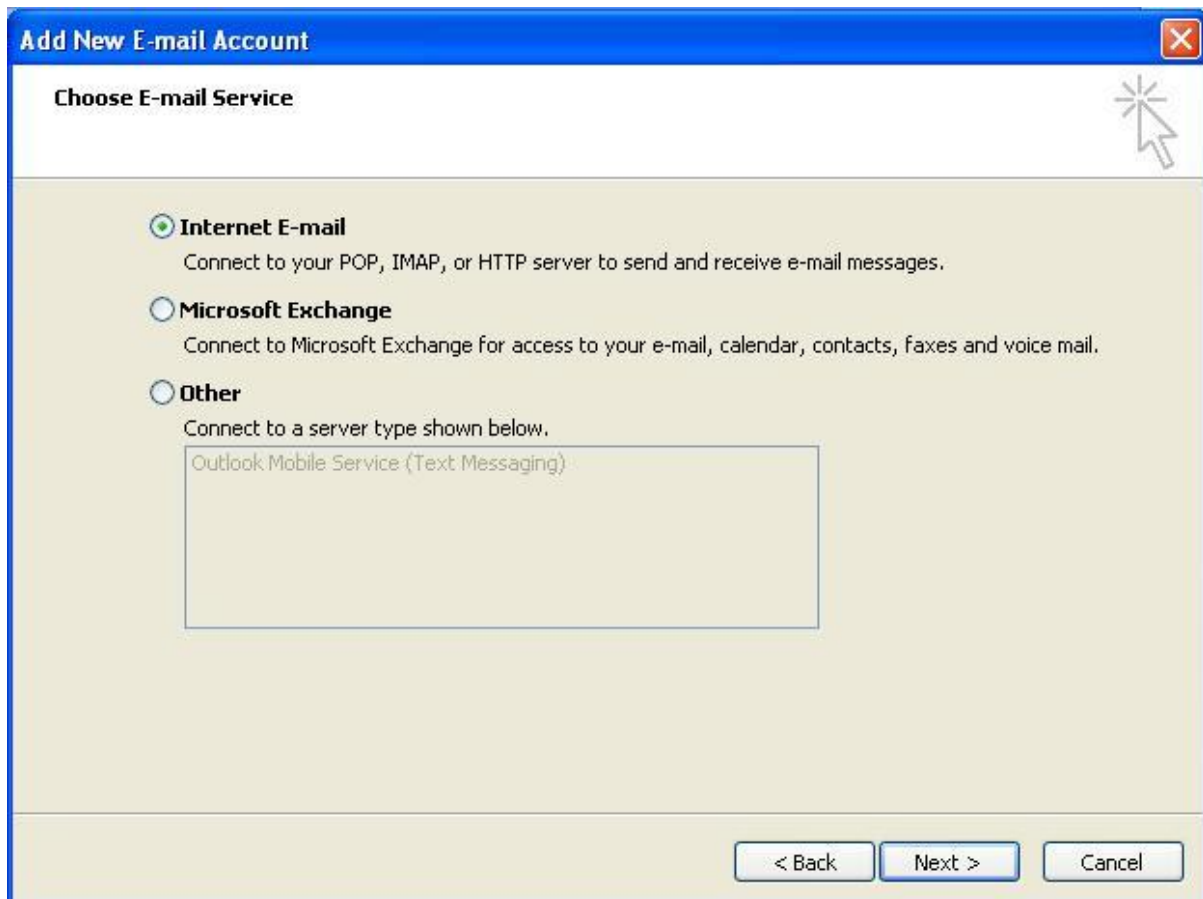 Add New E-mail Account
Choose E-mail Service
Internet E-mail
Connect to your POP, IMAP, or HTTP server to send and receive e-mail messages.
Microsoft Exchange
Connect to Microsoft Exchange for access to your e-mail, calendar, contacts, faxes and voice mail.
Other
Connect to a server type shown below.
Outlook Mobile Service (Text Messaging)
< Back Next > Cancel